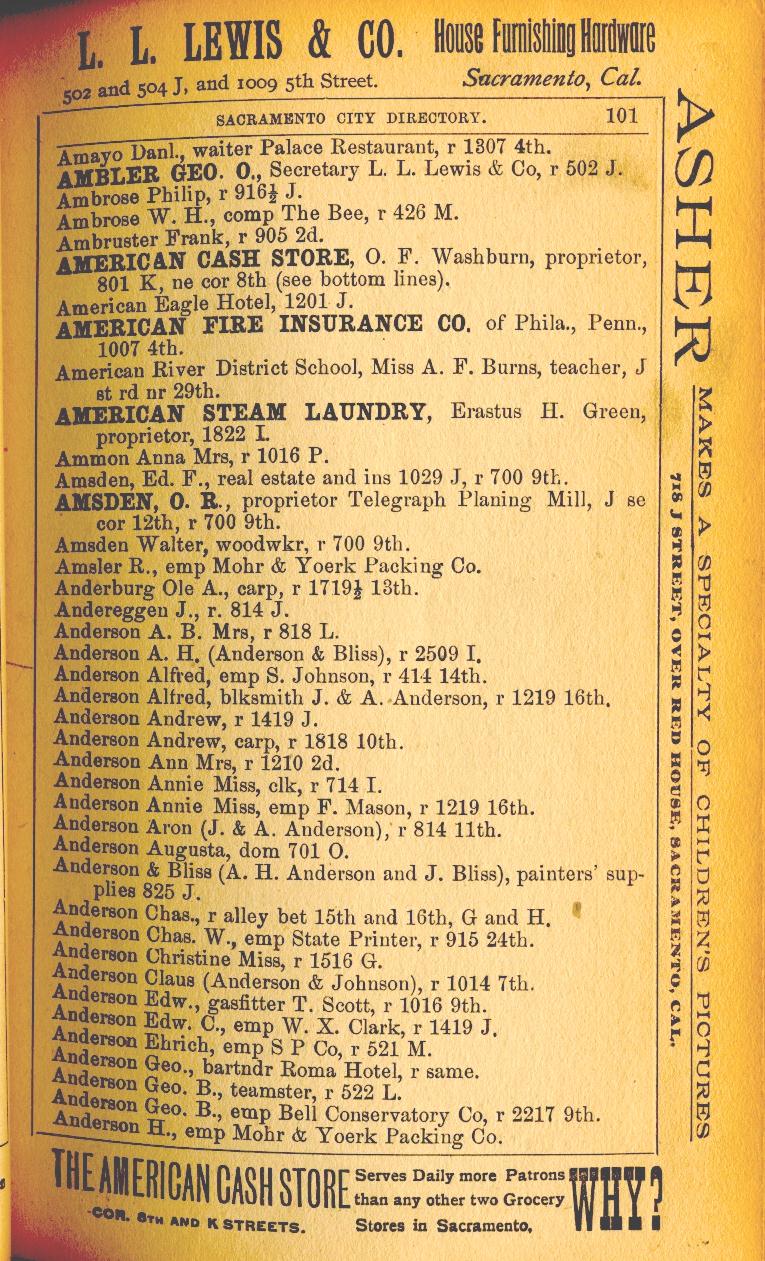 L. L. LEWIS & CO. House Furnishing Hardware
502 and 504 J, and 1009 5th Street. Sacramento, Cal.
SACRAMENTO CITY DIRECTORY. 101
Amayo Danl., waiter Palace Restaurant, r 1307 4th.
AMBLER GEO. O., Secretary L. L. Lewis & Co, r 502 J.
Ambrose Philip, r 916½ J.
Ambrose W. H., comp The Bee, r 426 M.
Ambruster Frank, r 905 2d.
AMERICAN CASH STORE, O. F. Washburn, proprietor,
801 K, ne cor 8th (see bottom lines).
American Eagle Hotel, 1201 J.
AMERICAN FIRE INSURANCE CO. of Phila., Penn.,
1007 4th.
American River District School, Miss A. F. Burns, teacher, J
st rd nr 29th.
AMERICAN STEAM LAUNDRY, Erastus H. Green,
proprietor, 1822 I.
Ammon Anna Mrs, r 1016 P.
Amsden, Ed. F., real estate and ins 1029 J, r 700 9th.
AMSDEN, O. R., proprietor Telegraph Planing Mill, J se
cor 12th, r 700 9th.
Amsden Walter, woodwkr, r 700 9th.
Amsler R., emp Mohr & Yoerk Packing Co.
Anderburg Ole A., carp, r 1719½ 13th.
Andereggen J., r. 814 J.
Anderson A. B. Mrs, r 818 L.
Anderson A. H. (Anderson & Bliss), r 2509 I.
Anderson Alfred, emp S. Johnson, r 414 14th.
Anderson Alfred, blksmith J. & A. Anderson, r 1219 16th.
Anderson Andrew, r 1419 J.
Anderson Andrew, carp, r 1818 10th.
Anderson Ann Mrs, r 1210 2d.
Anderson Annie Miss, clk, r 714 I.
Anderson Annie Miss, emp F. Mason, r 1219 16th.
Anderson Aron (J. & A. Anderson), r 814 11th.
Anderson Augusta, dom 701 O.
Anderson & Bliss (A. H. Anderson and J. Bliss), painters' sup-
plies 825 J.
Anderson Chas., r alley bet 15th and 16th, G and H.
Anderson Chas. W., emp State Printer, r 915 24th.
Anderson Christine Miss, r 1516 G.
Anderson Claus (Anderson & Johnson), r 1014 7th.
Anderson Edw., gasfitter T. Scott, r 1016 9th.
Anderson Edw. C., emp W. X. Clark, r 1419 J.
Anderson Ehrich, emp S P Co, r 521 M.
Anderson Geo., bartndr Roma Hotel, r same.
Anderson Geo. B., teamster, r 522 L.
Anderson Geo. B., emp Bell Conservatory Co, r 2217 9th.
Anderson H., emp Mohr & Yoerk Packing Co.
ASHER MAKES A SPECIALTY OF CHILDREN'S PICTURES
718 J STREET, OVER RED HOUSE, SACRAMENTO, CAL.
THE AMERICAN CASH STORE
COR. 8TH AND K STREETS.
Serves Daily more Patrons
than any other two Grocery
Stores in Sacramento,
WHY?